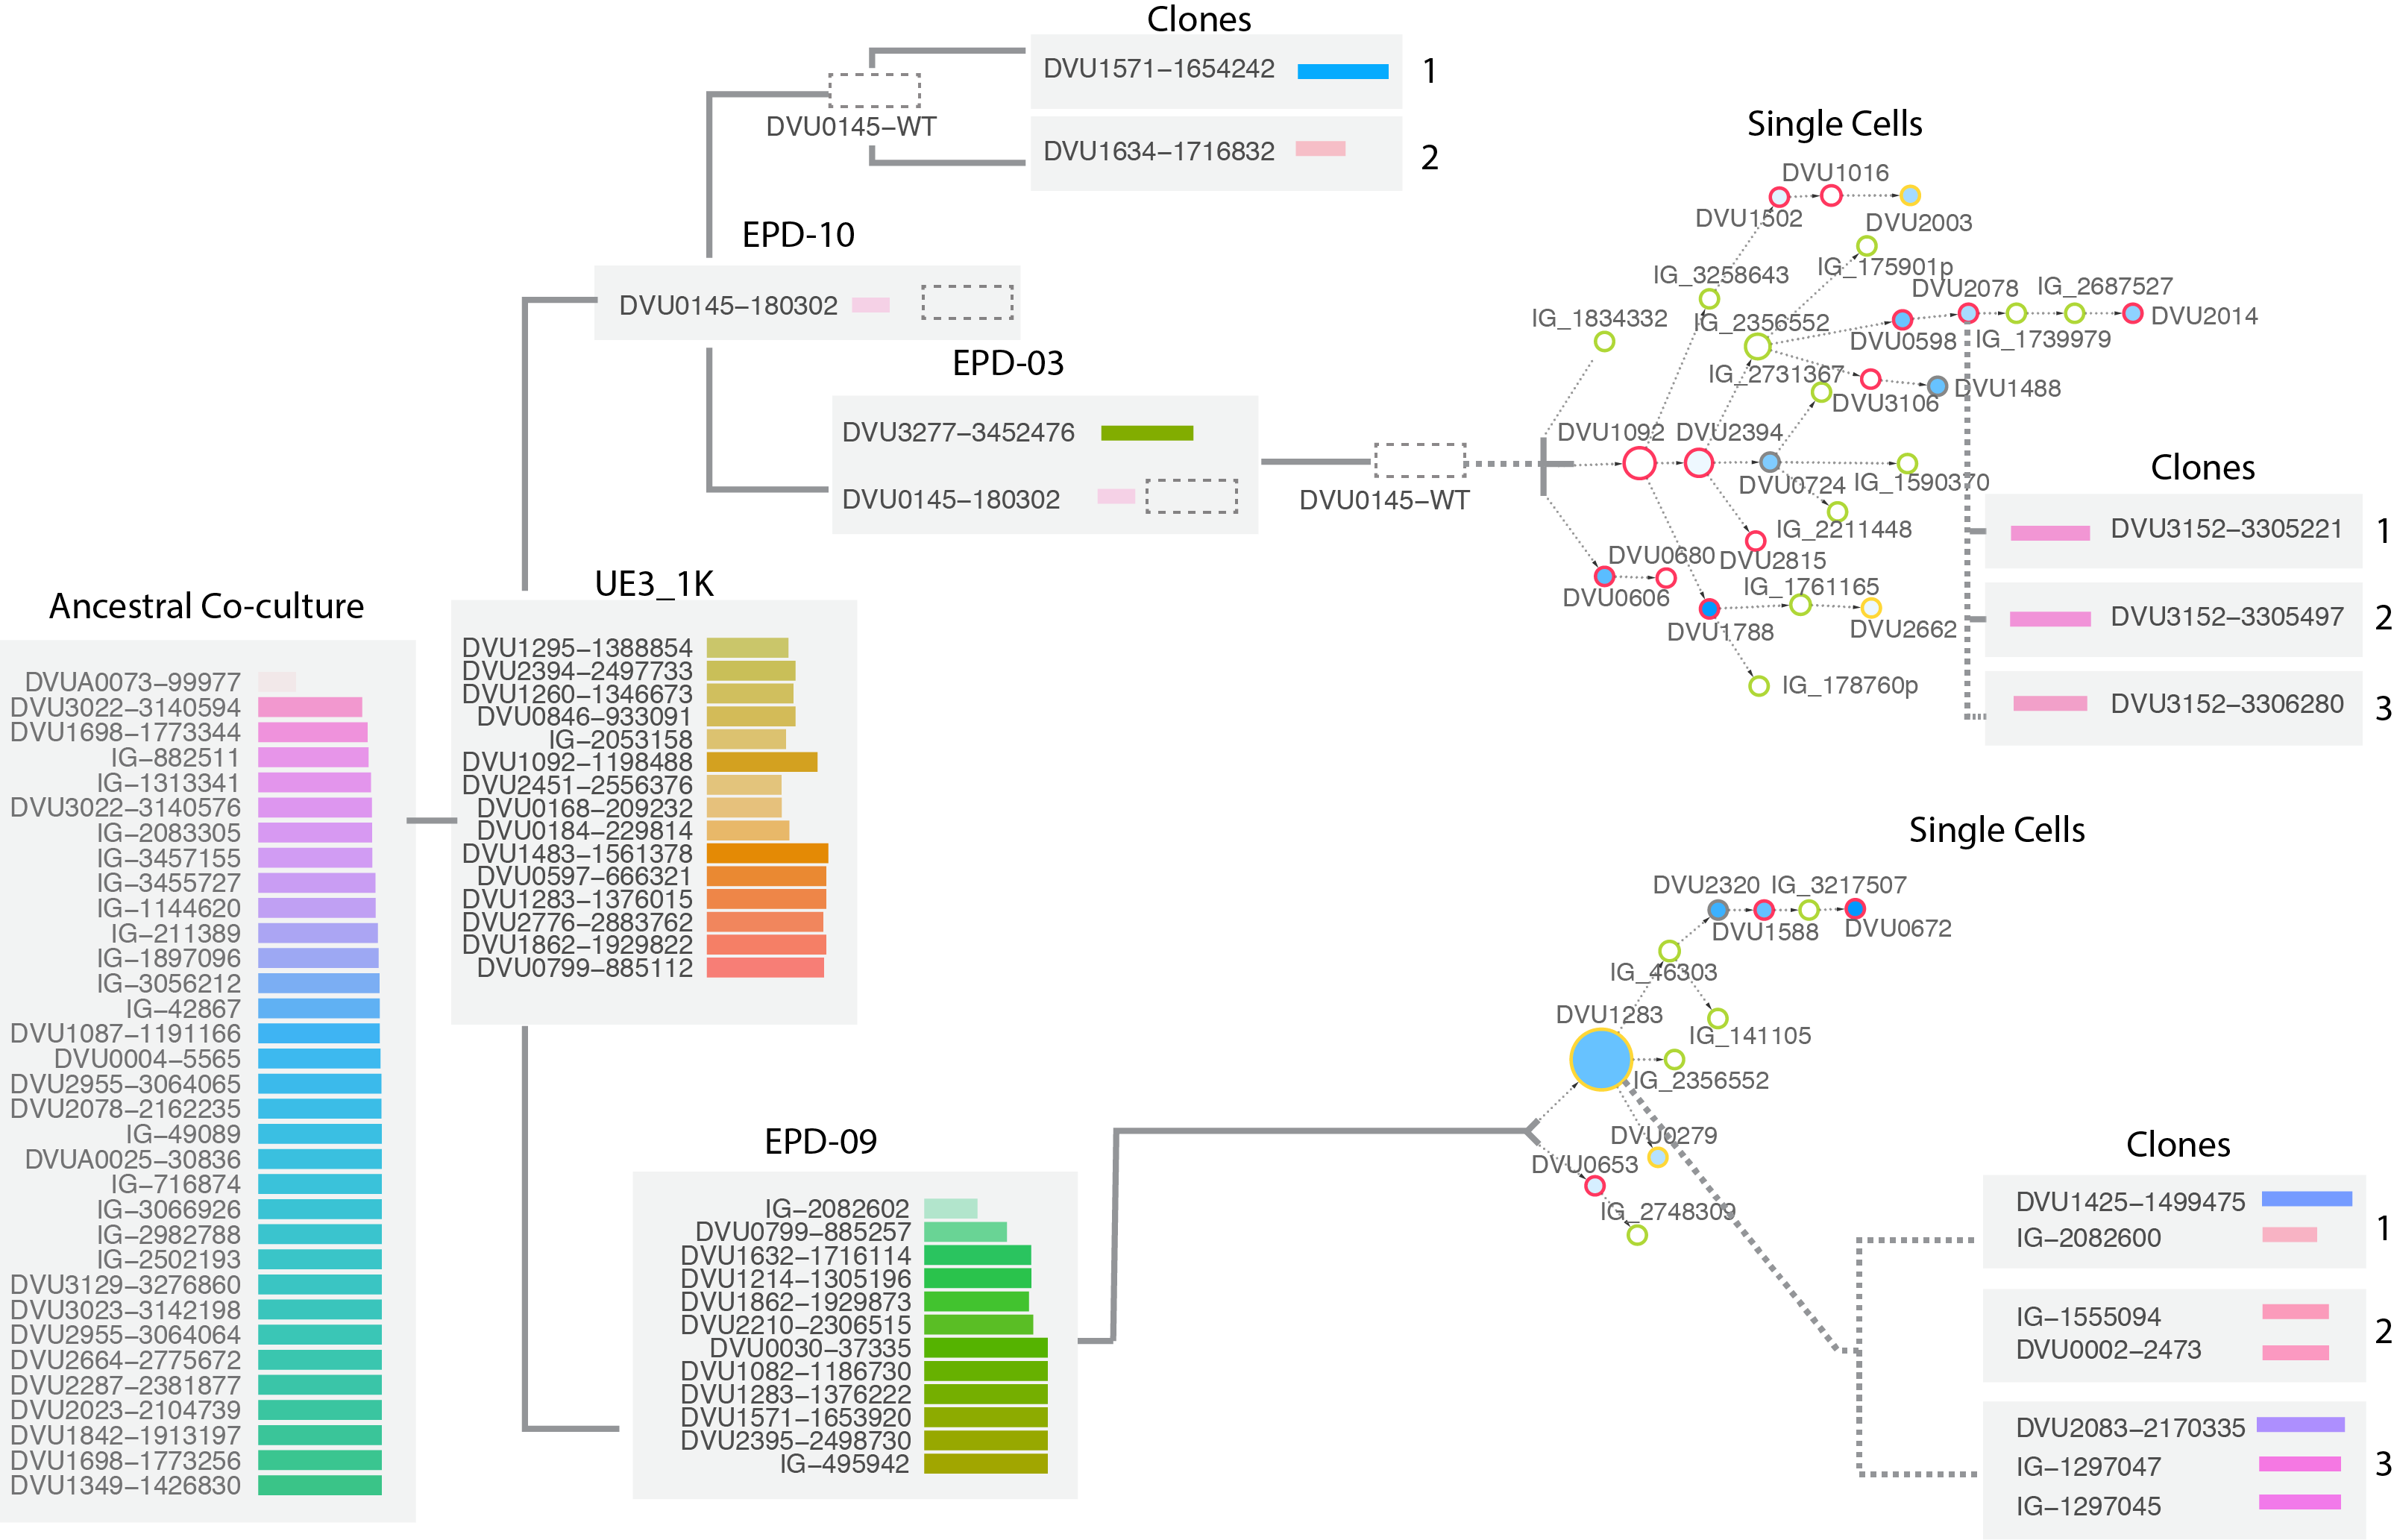 Clones
DVU1571–1654242
1
DVU1634–1716832
2
DVU0145–WT
EPD-10
DVU0145–180302
EPD-03
DVU3277–3452476
DVU0145–180302
DVU0145–WT
Single Cells
DVU1016
DVU1502
DVU2003
IG_3258643
IG_175901p
DVU2078
IG_2687527
IG_1834332
IG_2356552
DVU0598
IG_1739979
DVU2014
IG_2731367
DVU3106
DVU1488
DVU1092
DVU2394
DVU0724
IG_1590370
IG_2211448
DVU2815
DVU0680
DVU0606
IG_1761165
DVU1788
DVU2662
IG_178760p
Clones
DVU3152–3305221
1
DVU3152–3305497
2
DVU3152–3306280
3
Ancestral Co-culture
DVUA0073–99977
DVU3022–3140594
DVU1698–1773344
IG–882511
IG–1313341
DVU3022–3140576
IG–2083305
IG–3457155
IG–3455727
IG–1144620
IG–211389
IG–1897096
IG–3056212
IG–42867
DVU1087–1191166
DVU0004–5565
DVU2955–3064065
DVU2078–2162235
IG–49089
DVUA0025–30836
IG–716874
IG–3066926
IG–2982788
IG–2502193
DVU3129–3276860
DVU3023–3142198
DVU2955–3064064
DVU2664–2775672
DVU2287–2381877
DVU2023–2104739
DVU1842–1913197
DVU1698–1773256
DVU1349–1426830
UE3_1K
DVU1295–1388854
DVU2394–2497733
DVU1260–1346673
DVU0846–933091
IG–2053158
DVU1092–1198488
DVU2451–2556376
DVU0168–209232
DVU0184–229814
DVU1483–1561378
DVU0597–666321
DVU1283–1376015
DVU2776–2883762
DVU1862–1929822
DVU0799–885112
EPD-09
IG–2082602
DVU0799–885257
DVU1632–1716114
DVU1214–1305196
DVU1862–1929873
DVU2210–2306515
DVU0030–37335
DVU1082–1186730
DVU1283–1376222
DVU1571–1653920
DVU2395–2498730
IG–495942
Single Cells
DVU2320
IG_3217507
DVU1588
DVU0672
IG_46303
DVU1283
IG_141105
IG_2356552
DVU0279
DVU0653
IG_2748309
Clones
DVU1425–1499475
IG–2082600
1
IG–1555094
DVU0002–2473
2
DVU2083–2170335
IG–1297047
IG–1297045
3